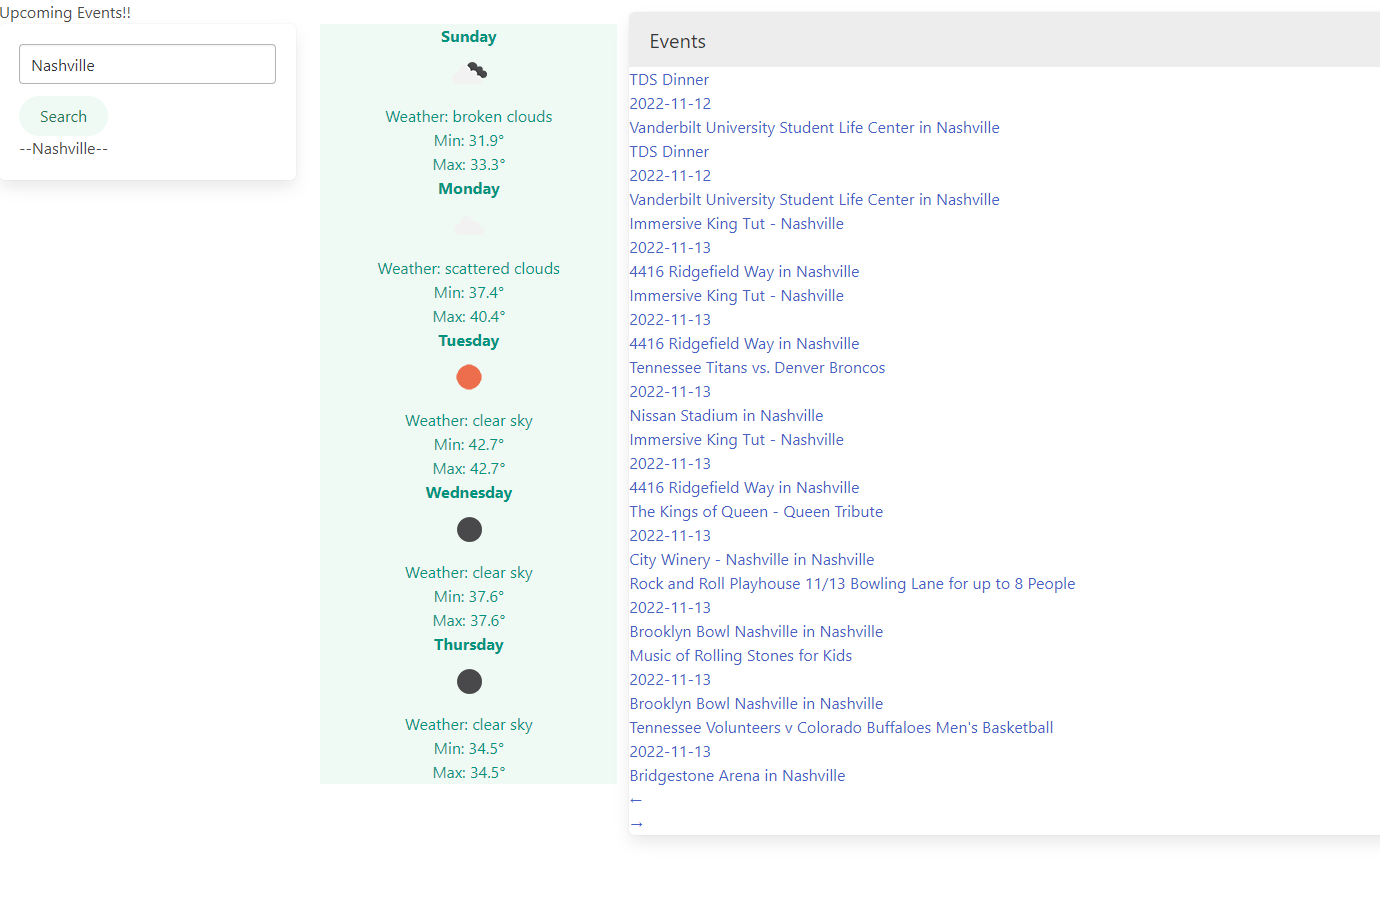 Upcoming Events!!
Nashville
Search
--Nashville--
Sunday
Weather: broken clouds
Min: 31.9°
Max: 33.3°
Monday
Weather: scattered clouds
Min: 37.4°
Max: 40.4°
Tuesday
Weather: clear sky
Min: 42.7°
Max: 42.7°
Wednesday
Weather: clear sky
Min: 37.6°
Max: 37.6°
Thursday
Weather: clear sky
Min: 34.5°
Max: 34.5°
Events
TDS Dinner
2022-11-12
Vanderbilt University Student Life Center in Nashville
TDS Dinner
2022-11-12
Vanderbilt University Student Life Center in Nashville
Immersive King Tut - Nashville
2022-11-13
4416 Ridgefield Way in Nashville
Immersive King Tut - Nashville
2022-11-13
4416 Ridgefield Way in Nashville
Tennessee Titans vs. Denver Broncos
2022-11-13
Nissan Stadium in Nashville
Immersive King Tut - Nashville
2022-11-13
4416 Ridgefield Way in Nashville
The Kings of Queen - Queen Tribute
2022-11-13
City Winery - Nashville in Nashville
Rock and Roll Playhouse 11/13 Bowling Lane for up to 8 People
2022-11-13
Brooklyn Bowl Nashville in Nashville
Music of Rolling Stones for Kids
2022-11-13
Brooklyn Bowl Nashville in Nashville
Tennessee Volunteers v Colorado Buffaloes Men's Basketball
2022-11-13
Bridgestone Arena in Nashville
←
→